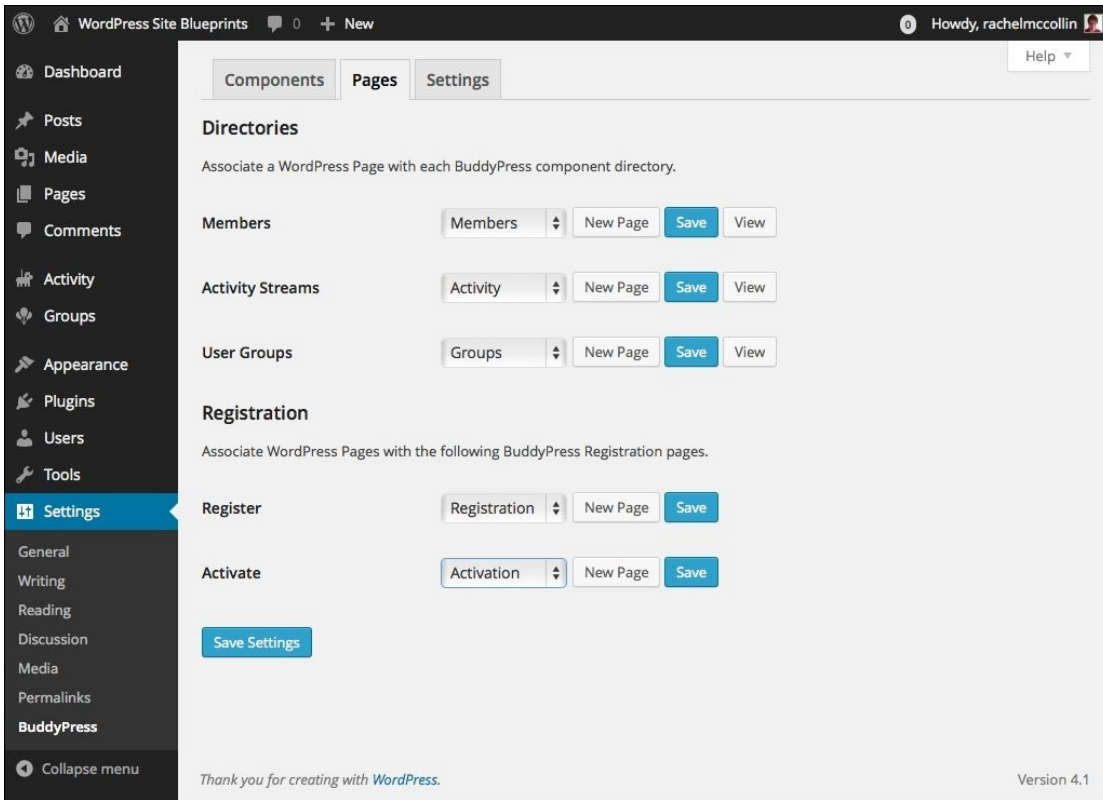 WordPress Site Blueprints 0 + New 0 Howdy, rachelmccollin
Help
Dashboard
Posts
Media
Pages
Comments
Activity
Groups
Appearance
Plugins
Users
Tools
Settings
General
Writing
Reading
Discussion
Media
Permalinks
BuddyPress
Collapse menu
Components Pages Settings
Directories
Associate a WordPress Page with each BuddyPress component directory.
Members Members New Page Save View
Activity Streams Activity New Page Save View
User Groups Groups New Page Save View
Registration
Associate WordPress Pages with the following BuddyPress Registration pages.
Register Registration New Page Save
Activate Activation New Page Save
Save Settings
Thank you for creating with WordPress. Version 4.1